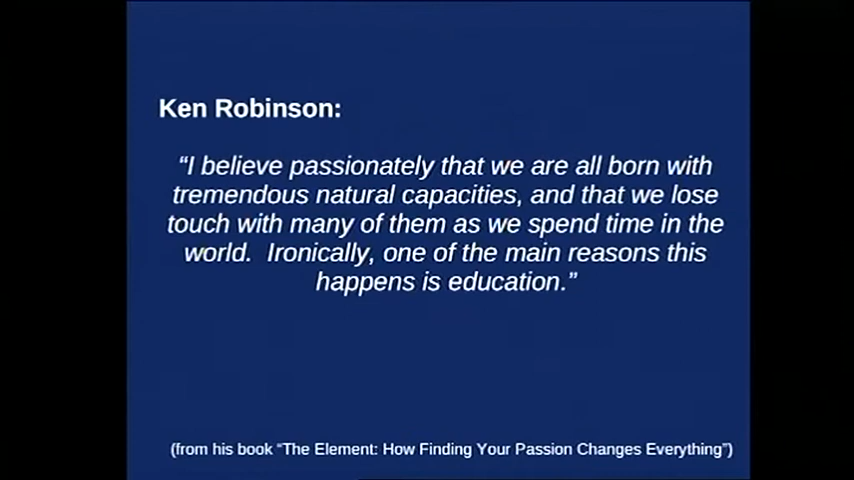 Ken Robinson:
“I believe passionately that we are all born with
tremendous natural capacities, and that we lose
touch with many of them as we spend time in the
world.  Ironically, one of the main reasons this
happens is education.”
(from his book “The Element: How Finding Your Passion Changes Everything”)